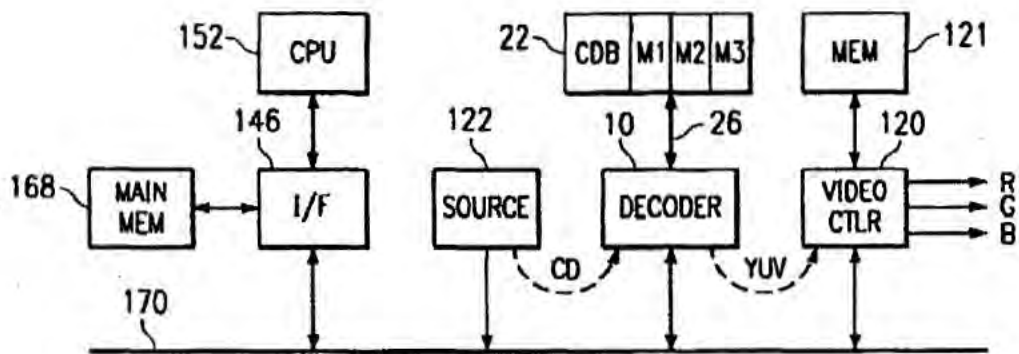 152
CPU
22
CDB M1 M2 M3
MEM
121
146
122
10
26
120
168
MAIN
MEM
I/F
SOURCE
DECODER
VIDEO
CTLR
R
G
B
CD
YUV
170